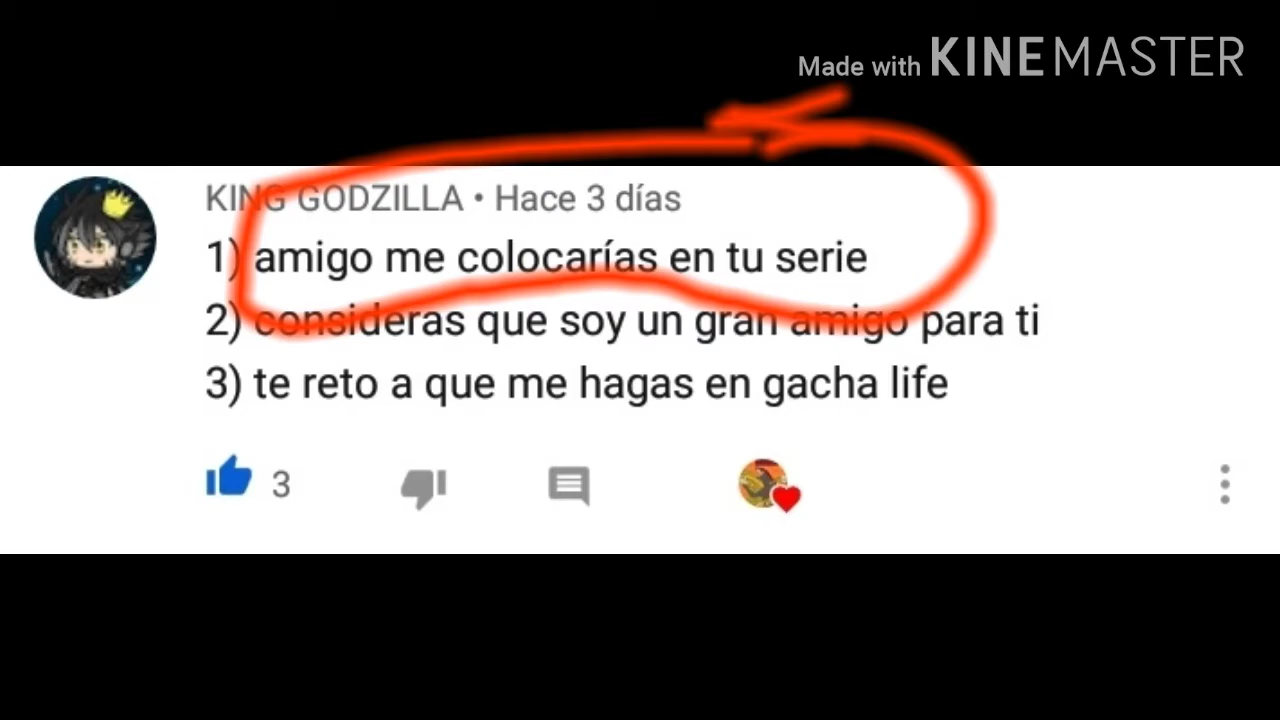 Made with KINEMASTER
KING GODZILLA • Hace 3 días
1) amigo me colocarías en tu serie
2) consideras que soy un gran amigo para ti
3) te reto a que me hagas en gacha life
3